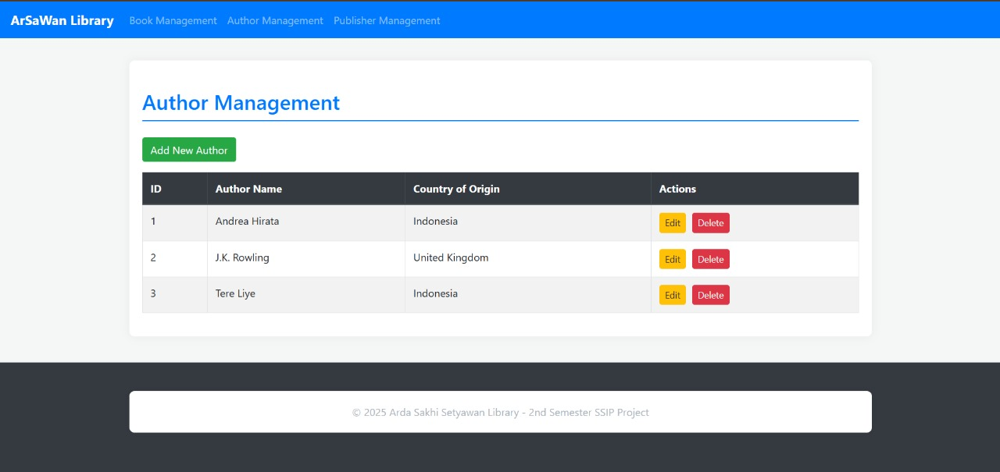 ArSaWan Library Book Management Author Management Publisher Management
Author Management
Add New Author
ID Author Name Country of Origin Actions
1 Andrea Hirata Indonesia Edit Delete
2 J.K. Rowling United Kingdom Edit Delete
3 Tere Liye Indonesia Edit Delete
© 2025 Arda Sakhi Setyawan Library - 2nd Semester SSIP Project